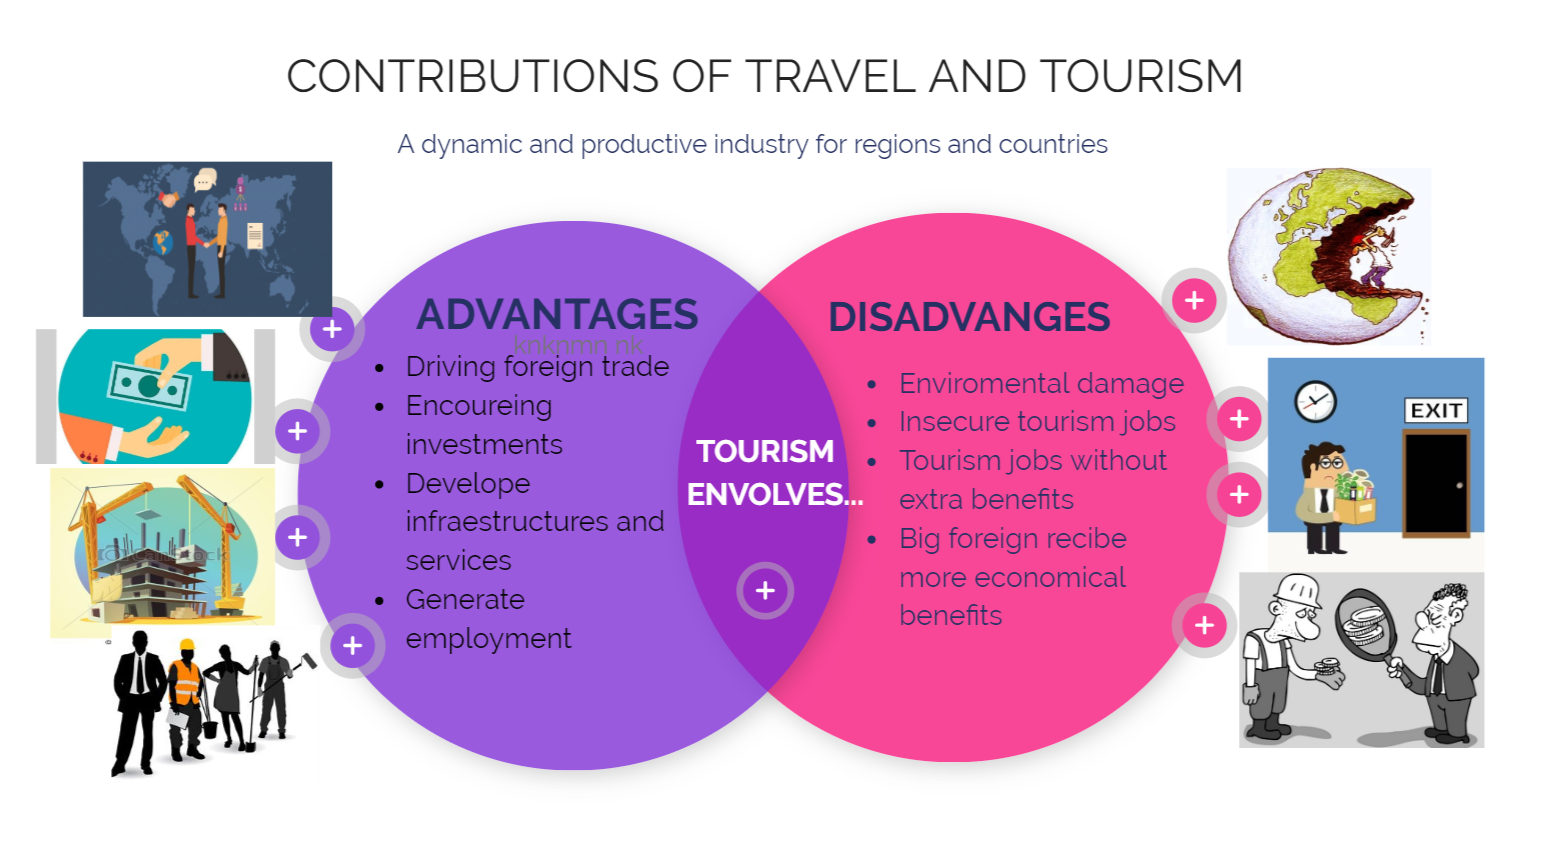 CONTRIBUTIONS OF TRAVEL AND TOURISM
A dynamic and productive industry for regions and countries
ADVANTAGES
knknmn nk
• Driving foreign trade
• Encoureing
investments
• Develope
infraestructures and
services
• Generate
employment
TOURISM
ENVOLVES...
DISADVANGES
• Enviromental damage
• Insecure tourism jobs
• Tourism jobs without
extra benefits
• Big foreign recibe
more economical
benefits
EXIT